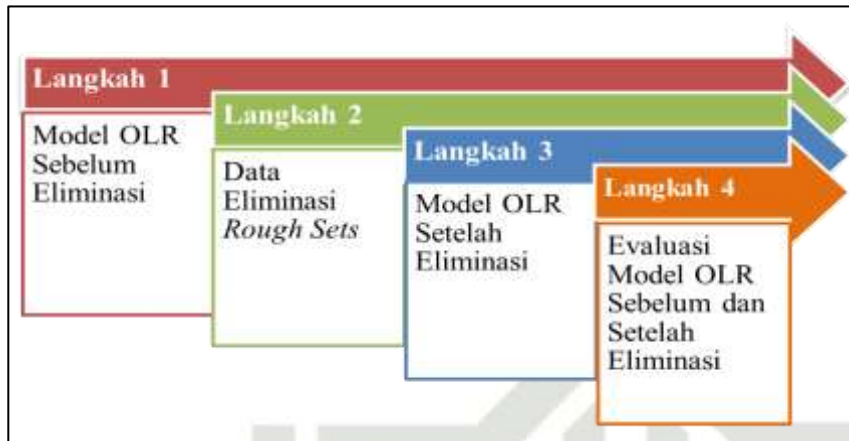 Langkah 1
Model OLR
Sebelum
Eliminasi
Langkah 2
Data
Eliminasi
Rough Sets
Langkah 3
Model OLR
Setelah
Eliminasi
Langkah 4
Evaluasi
Model OLR
Sebelum dan
Setelah
Eliminasi